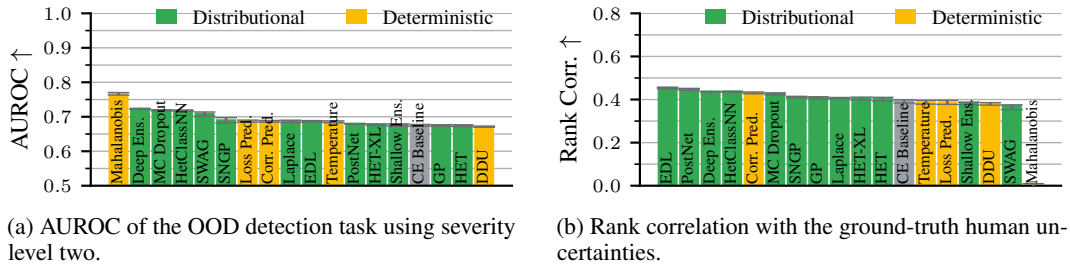 Distributional Deterministic
AUROC ↑
1.0
0.9
0.8
0.7
0.6
0.5
Mahalanobis
Deep Ens.
MC Dropout
HetClassNN
SWAG
SNGP
Loss Pred.
Corr. Pred.
Laplace
EDL
Temperature
PostNet
HET-XL
Shallow Ens.
CE Baseline
GP
HET
DDU
(a) AUROC of the OOD detection task using severity
level two.
Distributional Deterministic
Rank Corr. ↑
0.8
0.6
0.4
0.2
0.0
EDL
PostNet
Deep Ens.
HetClassNN
Corr. Pred.
MC Dropout
SNGP
GP
Laplace
HET-XL
HET
CE Baseline
Temperature
Loss Pred.
Shallow Ens.
DDU
SWAG
Mahalanobis
(b) Rank correlation with the ground-truth human un-
certainties.